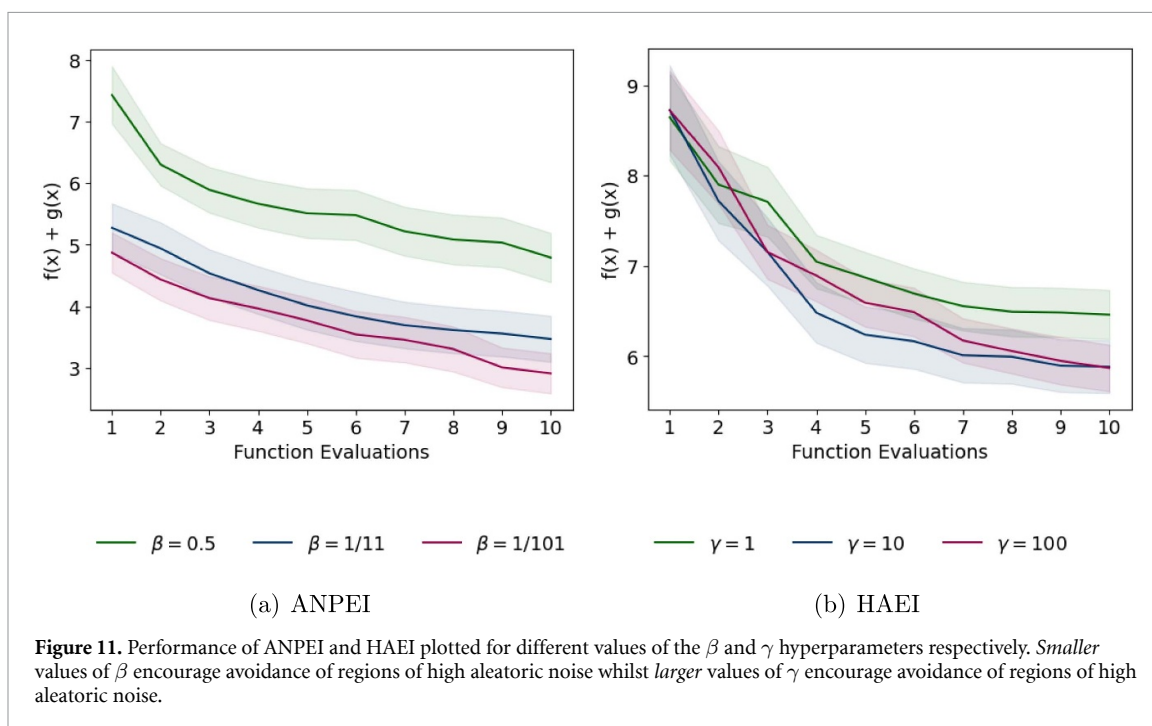 8
7
6
5
4
3
f(x) + g(x)
1 2 3 4 5 6 7 8 9 10
Function Evaluations
β = 0.5 β = 1/11 β = 1/101
(a) ANPEI
9
8
7
6
f(x) + g(x)
1 2 3 4 5 6 7 8 9 10
Function Evaluations
γ = 1 γ = 10 γ = 100
(b) HAEI
Figure 11. Performance of ANPEI and HAEI plotted for different values of the β and γ hyperparameters respectively. Smaller
values of β encourage avoidance of regions of high aleatoric noise whilst larger values of γ encourage avoidance of regions of high
aleatoric noise.